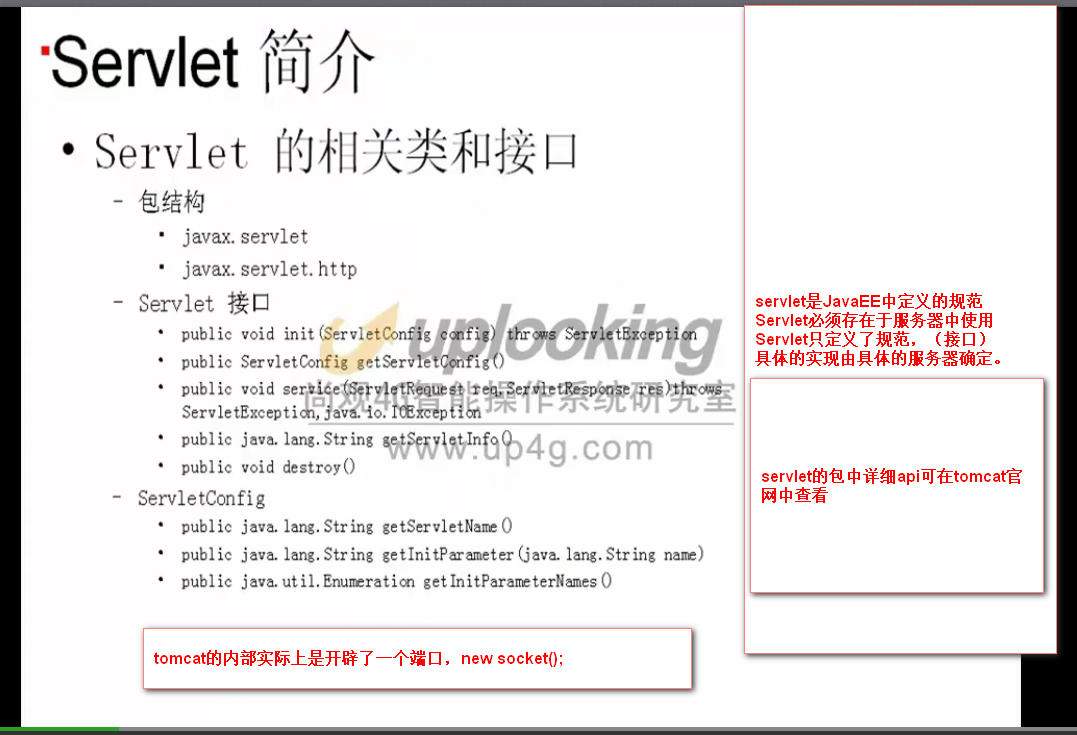 Servlet 简介
• Servlet 的相关类和接口
– 包结构
• javax.servlet
• javax.servlet.http
– Servlet 接口
• public void init(ServletConfig config) throws ServletException
• public ServletConfig getServletConfig()
• public void service(ServletRequest req,ServletResponse res)throws
ServletException,java.io.IOException
• public java.lang.String getServletInfo()
• public void destroy()
– ServletConfig
• public java.lang.String getServletName()
• public java.lang.String getInitParameter(java.lang.String name)
• public java.util.Enumeration getInitParameterNames()
uplooking
尚观4G智能操作系统研究室
www.up4g.com
servlet是JavaEE中定义的规范
Servlet必须存在于服务器中使用
Servlet只定义了规范，（接口）
具体的实现由具体的服务器确定。
servlet的包中详细api可在tomcat官
网中查看
tomcat的内部实际上是开辟了一个端口，new socket();